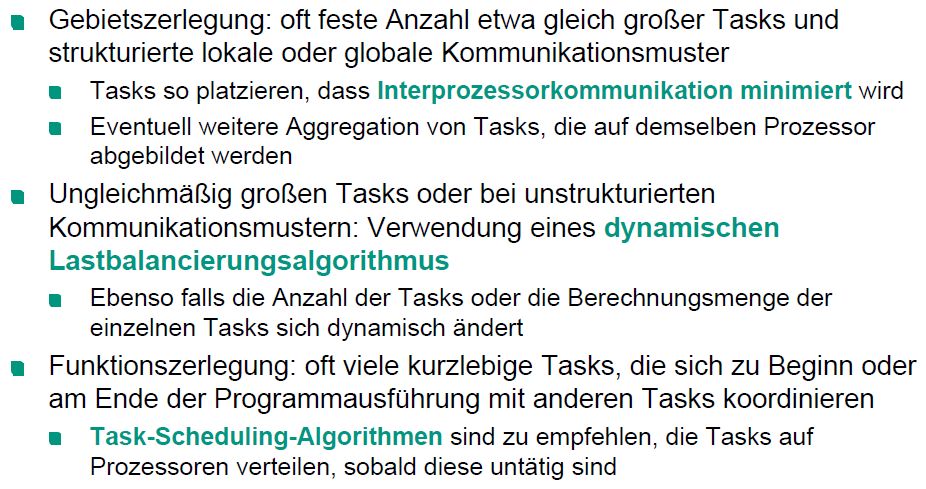 Gebietszerlegung: oft feste Anzahl etwa gleich großer Tasks und
strukturierte lokale oder globale Kommunikationsmuster
Tasks so platzieren, dass Interprozessorkommunikation minimiert wird
Eventuell weitere Aggregation von Tasks, die auf demselben Prozessor
abgebildet werden
Ungleichmäßig großen Tasks oder bei unstrukturierten
Kommunikationsmustern: Verwendung eines dynamischen
Lastbalancierungsalgorithmus
Ebenso falls die Anzahl der Tasks oder die Berechnungsmenge der
einzelnen Tasks sich dynamisch ändert
Funktionszerlegung: oft viele kurzlebige Tasks, die sich zu Beginn oder
am Ende der Programmausführung mit anderen Tasks koordinieren
Task-Scheduling-Algorithmen sind zu empfehlen, die Tasks auf
Prozessoren verteilen, sobald diese untätig sind